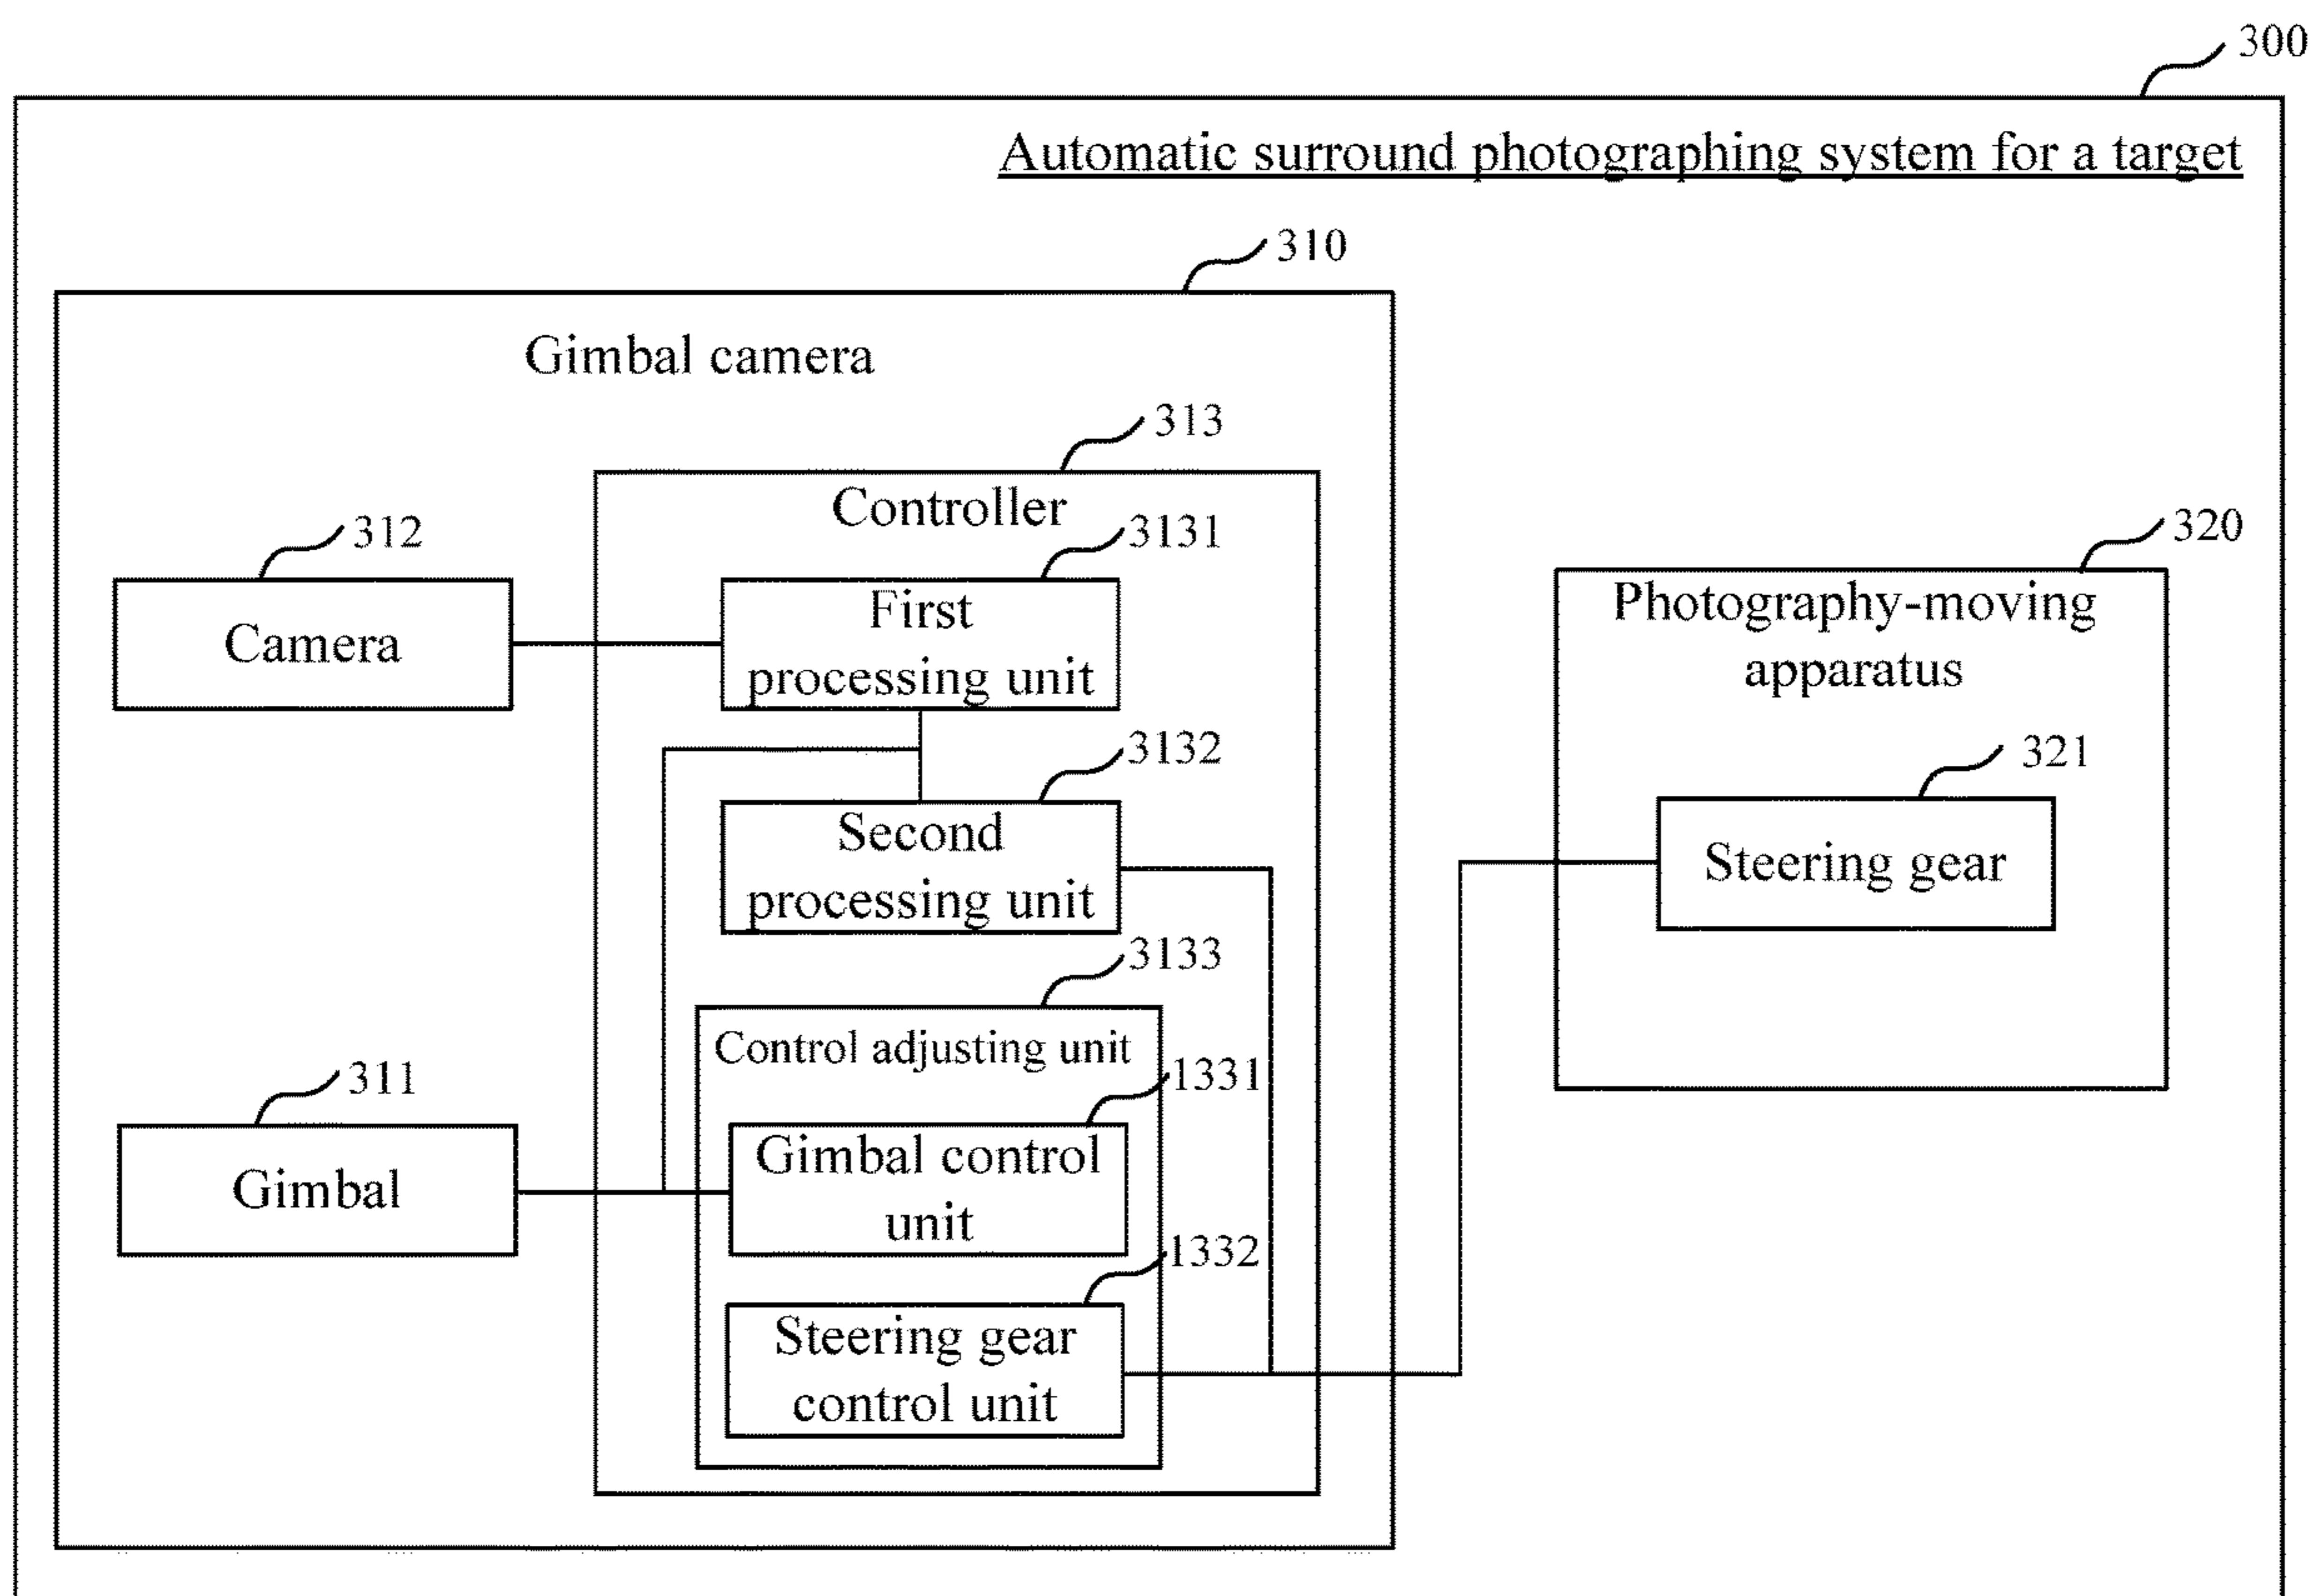 300
Automatic surround photographing system for a target
310
Gimbal camera
313
Controller
312
3131
320
Camera
First
processing unit
Photography-moving
apparatus
3132
321
Second
processing unit
Steering gear
3133
Control adjusting unit
311
1331
Gimbal
Gimbal control
unit
1332
Steering gear
control unit